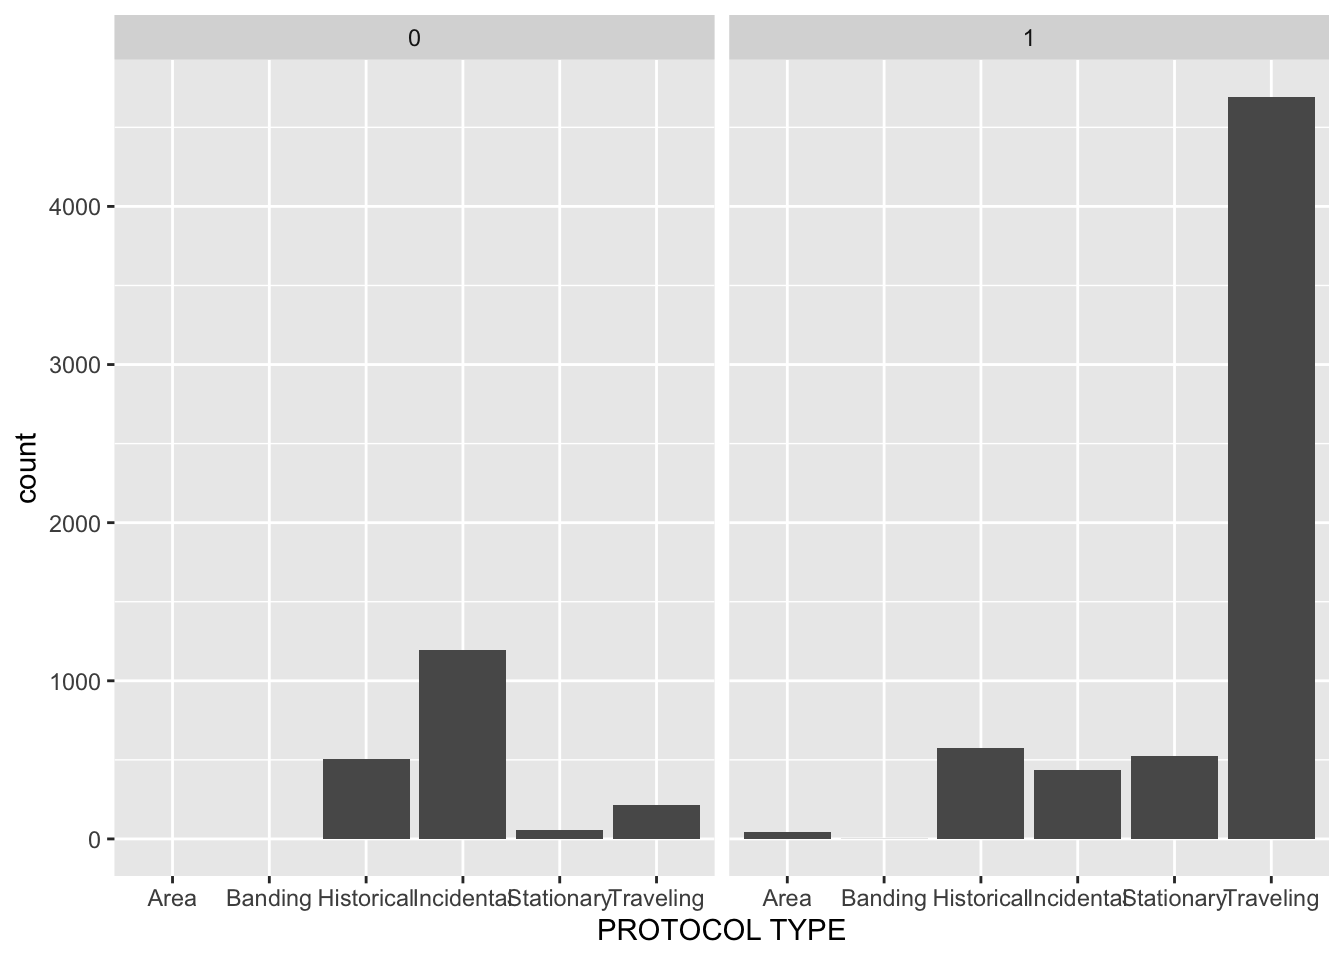 0 1
4000
3000
2000
1000
0
count
Area Banding Historical Incidental Stationary Traveling Area Banding Historical Incidental Stationary Traveling
PROTOCOL TYPE